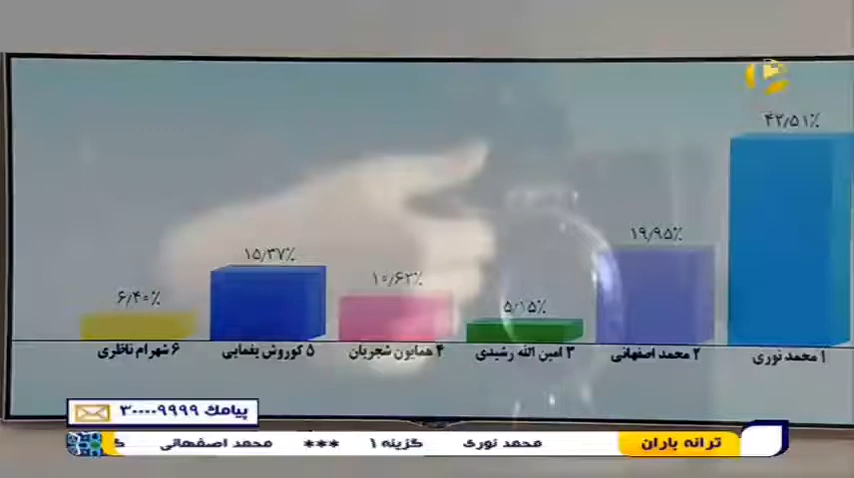 ۴۲٫۵۱٪
۱۹٫۹۵٪
۵٫۱۵٪
۱۰٫۶۲٪
۱۵٫۳۷٪
۶٫۴۰٪
۱ محمد نوری
۲ محمد اصفهانی
۳ امین الله رشیدی
۴ همایون شجریان
۵ کوروش یغمایی
۶ شهرام ناظری
پیامک ۳۰۰۰۰۹۹۹۹
ترانه باران محمد نوری گزینه ۱ *** محمد اصفهانی